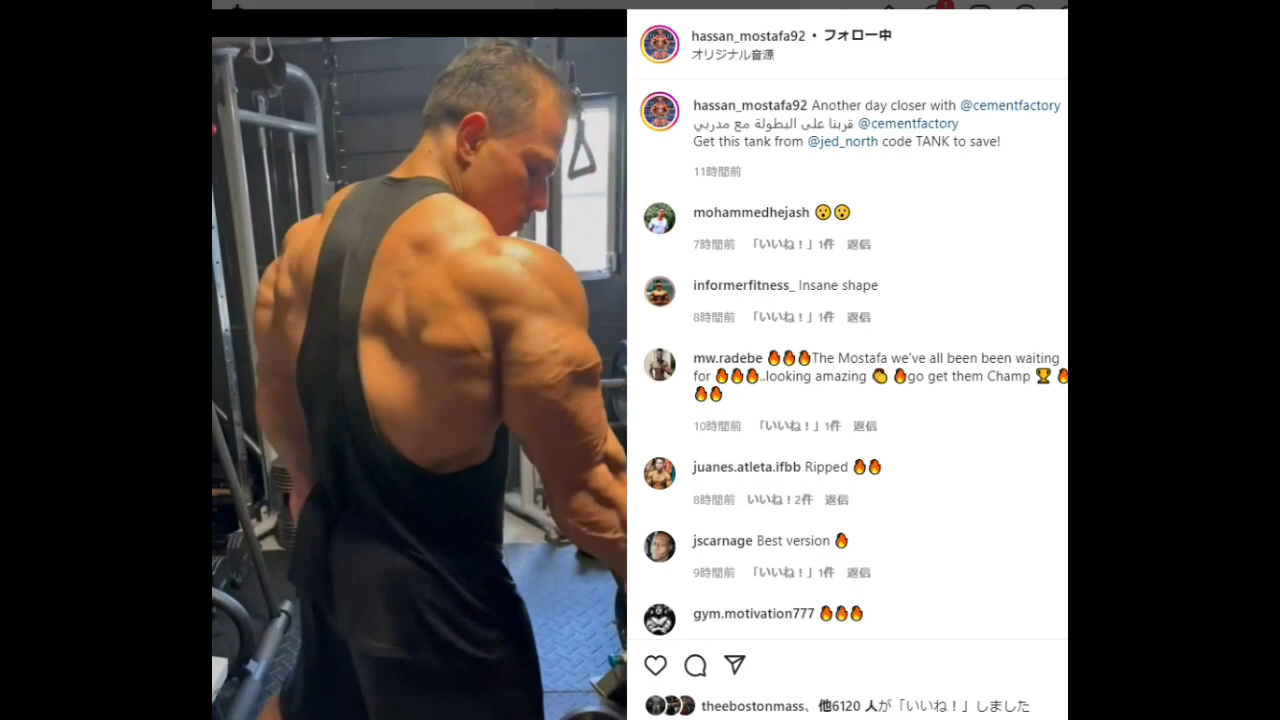 hassan_mostafa92 • フォロー中
オリジナル音源
hassan_mostafa92 Another day closer with @cementfactory
قربنا على البطولة مع مدربي @cementfactory
Get this tank from @jed_north code TANK to save!
11時間前
mohammedhejash 😮😮
7時間前 「いいね！」1件 返信
informerfitness_ Insane shape
8時間前 「いいね！」1件 返信
mw.radebe 🔥🔥🔥The Mostafa we've all been been waiting
for 🔥🔥🔥..looking amazing 👏 🔥go get them Champ 🏆 🔥
🔥🔥
10時間前 「いいね！」1件 返信
juanes.atleta.ifbb Ripped 🔥🔥
8時間前 いいね！2件 返信
jscarnage Best version 🔥
9時間前 「いいね！」1件 返信
gym.motivation777 🔥🔥🔥
theebostonmass、他6120 人が「いいね！」しました